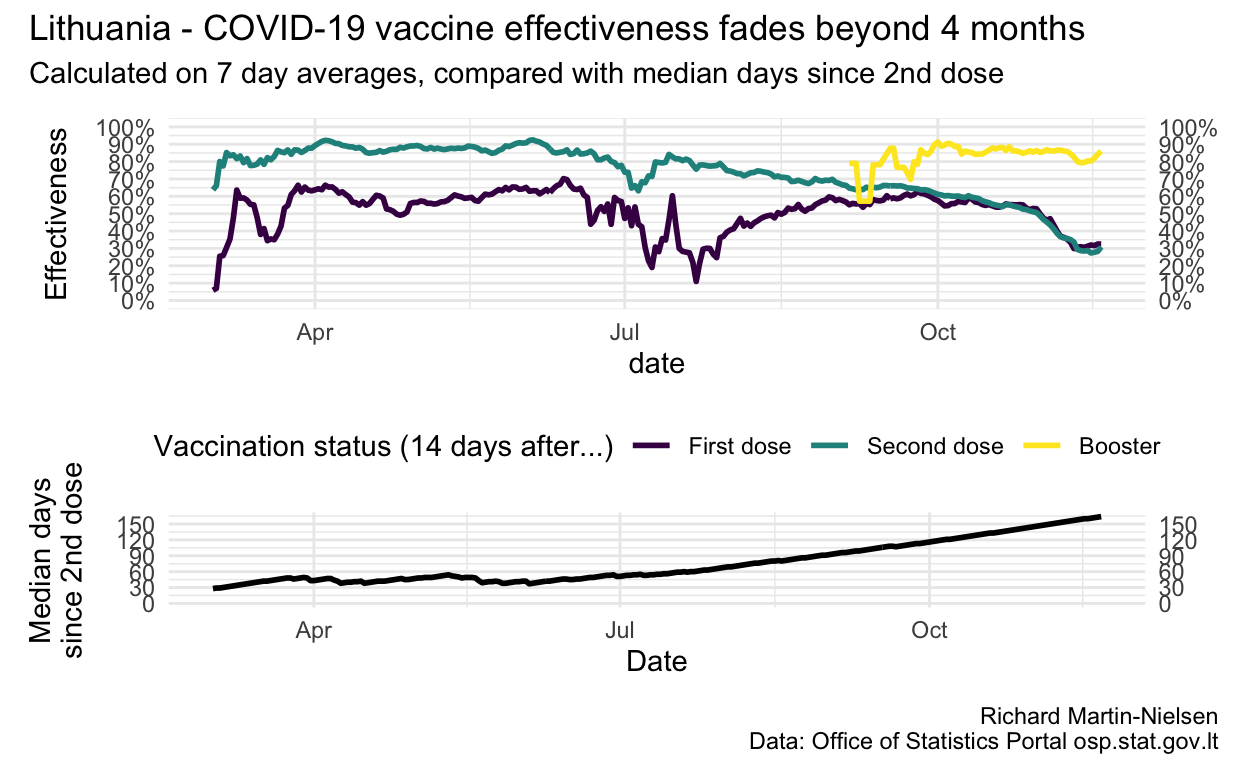 Lithuania - COVID-19 vaccine effectiveness fades beyond 4 months
Calculated on 7 day averages, compared with median days since 2nd dose
Effectiveness
100%
90%
80%
70%
60%
50%
40%
30%
20%
10%
0%
100%
90%
80%
70%
60%
50%
40%
30%
20%
10%
0%
Apr
Jul
Oct
date
Vaccination status (14 days after...)
First dose
Second dose
Booster
Median days
since 2nd dose
150
120
90
60
30
0
150
120
90
60
30
0
Apr
Jul
Oct
Date
Richard Martin-Nielsen
Data: Office of Statistics Portal osp.stat.gov.lt